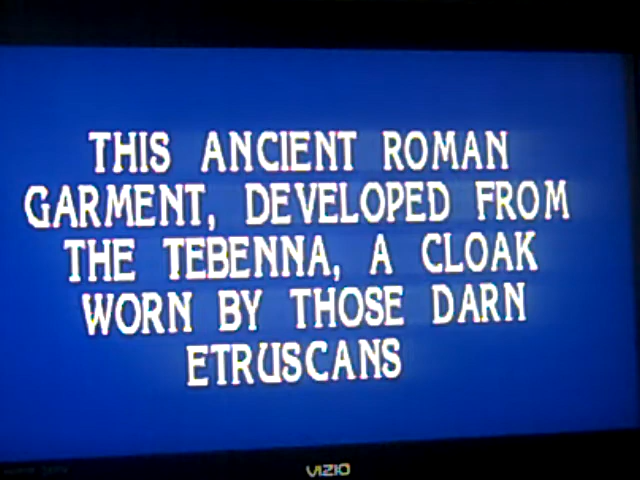 THIS ANCIENT ROMAN
GARMENT, DEVELOPED FROM
THE TEBENNA, A CLOAK
WORN BY THOSE DARN
ETRUSCANS
VIZIO